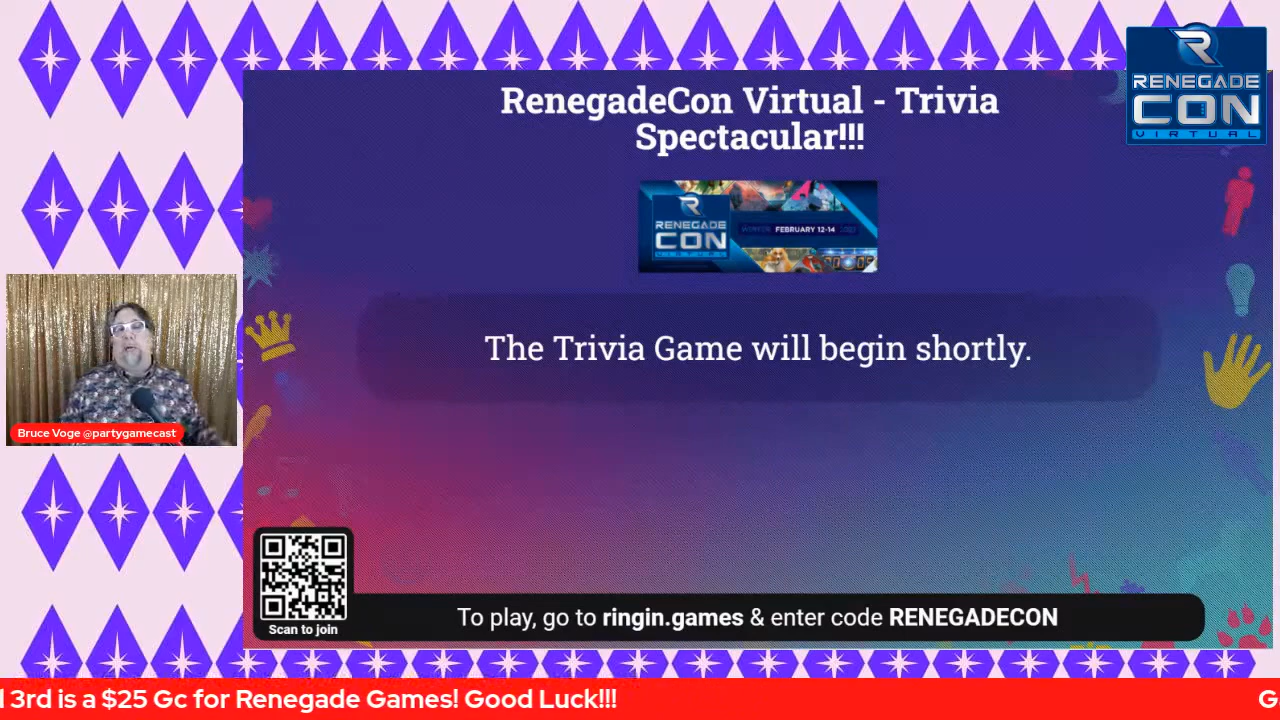 RENEGADE
CON
VIRTUAL
RenegadeCon Virtual - Trivia
Spectacular!!!
RENEGADE
CON
VIRTUAL
FEBRUARY 12-14
The Trivia Game will begin shortly.
Bruce Voge @partygamecast
Scan to join
To play, go to ringin.games & enter code RENEGADECON
3rd is a $25 Gc for Renegade Games! Good Luck!!!
G